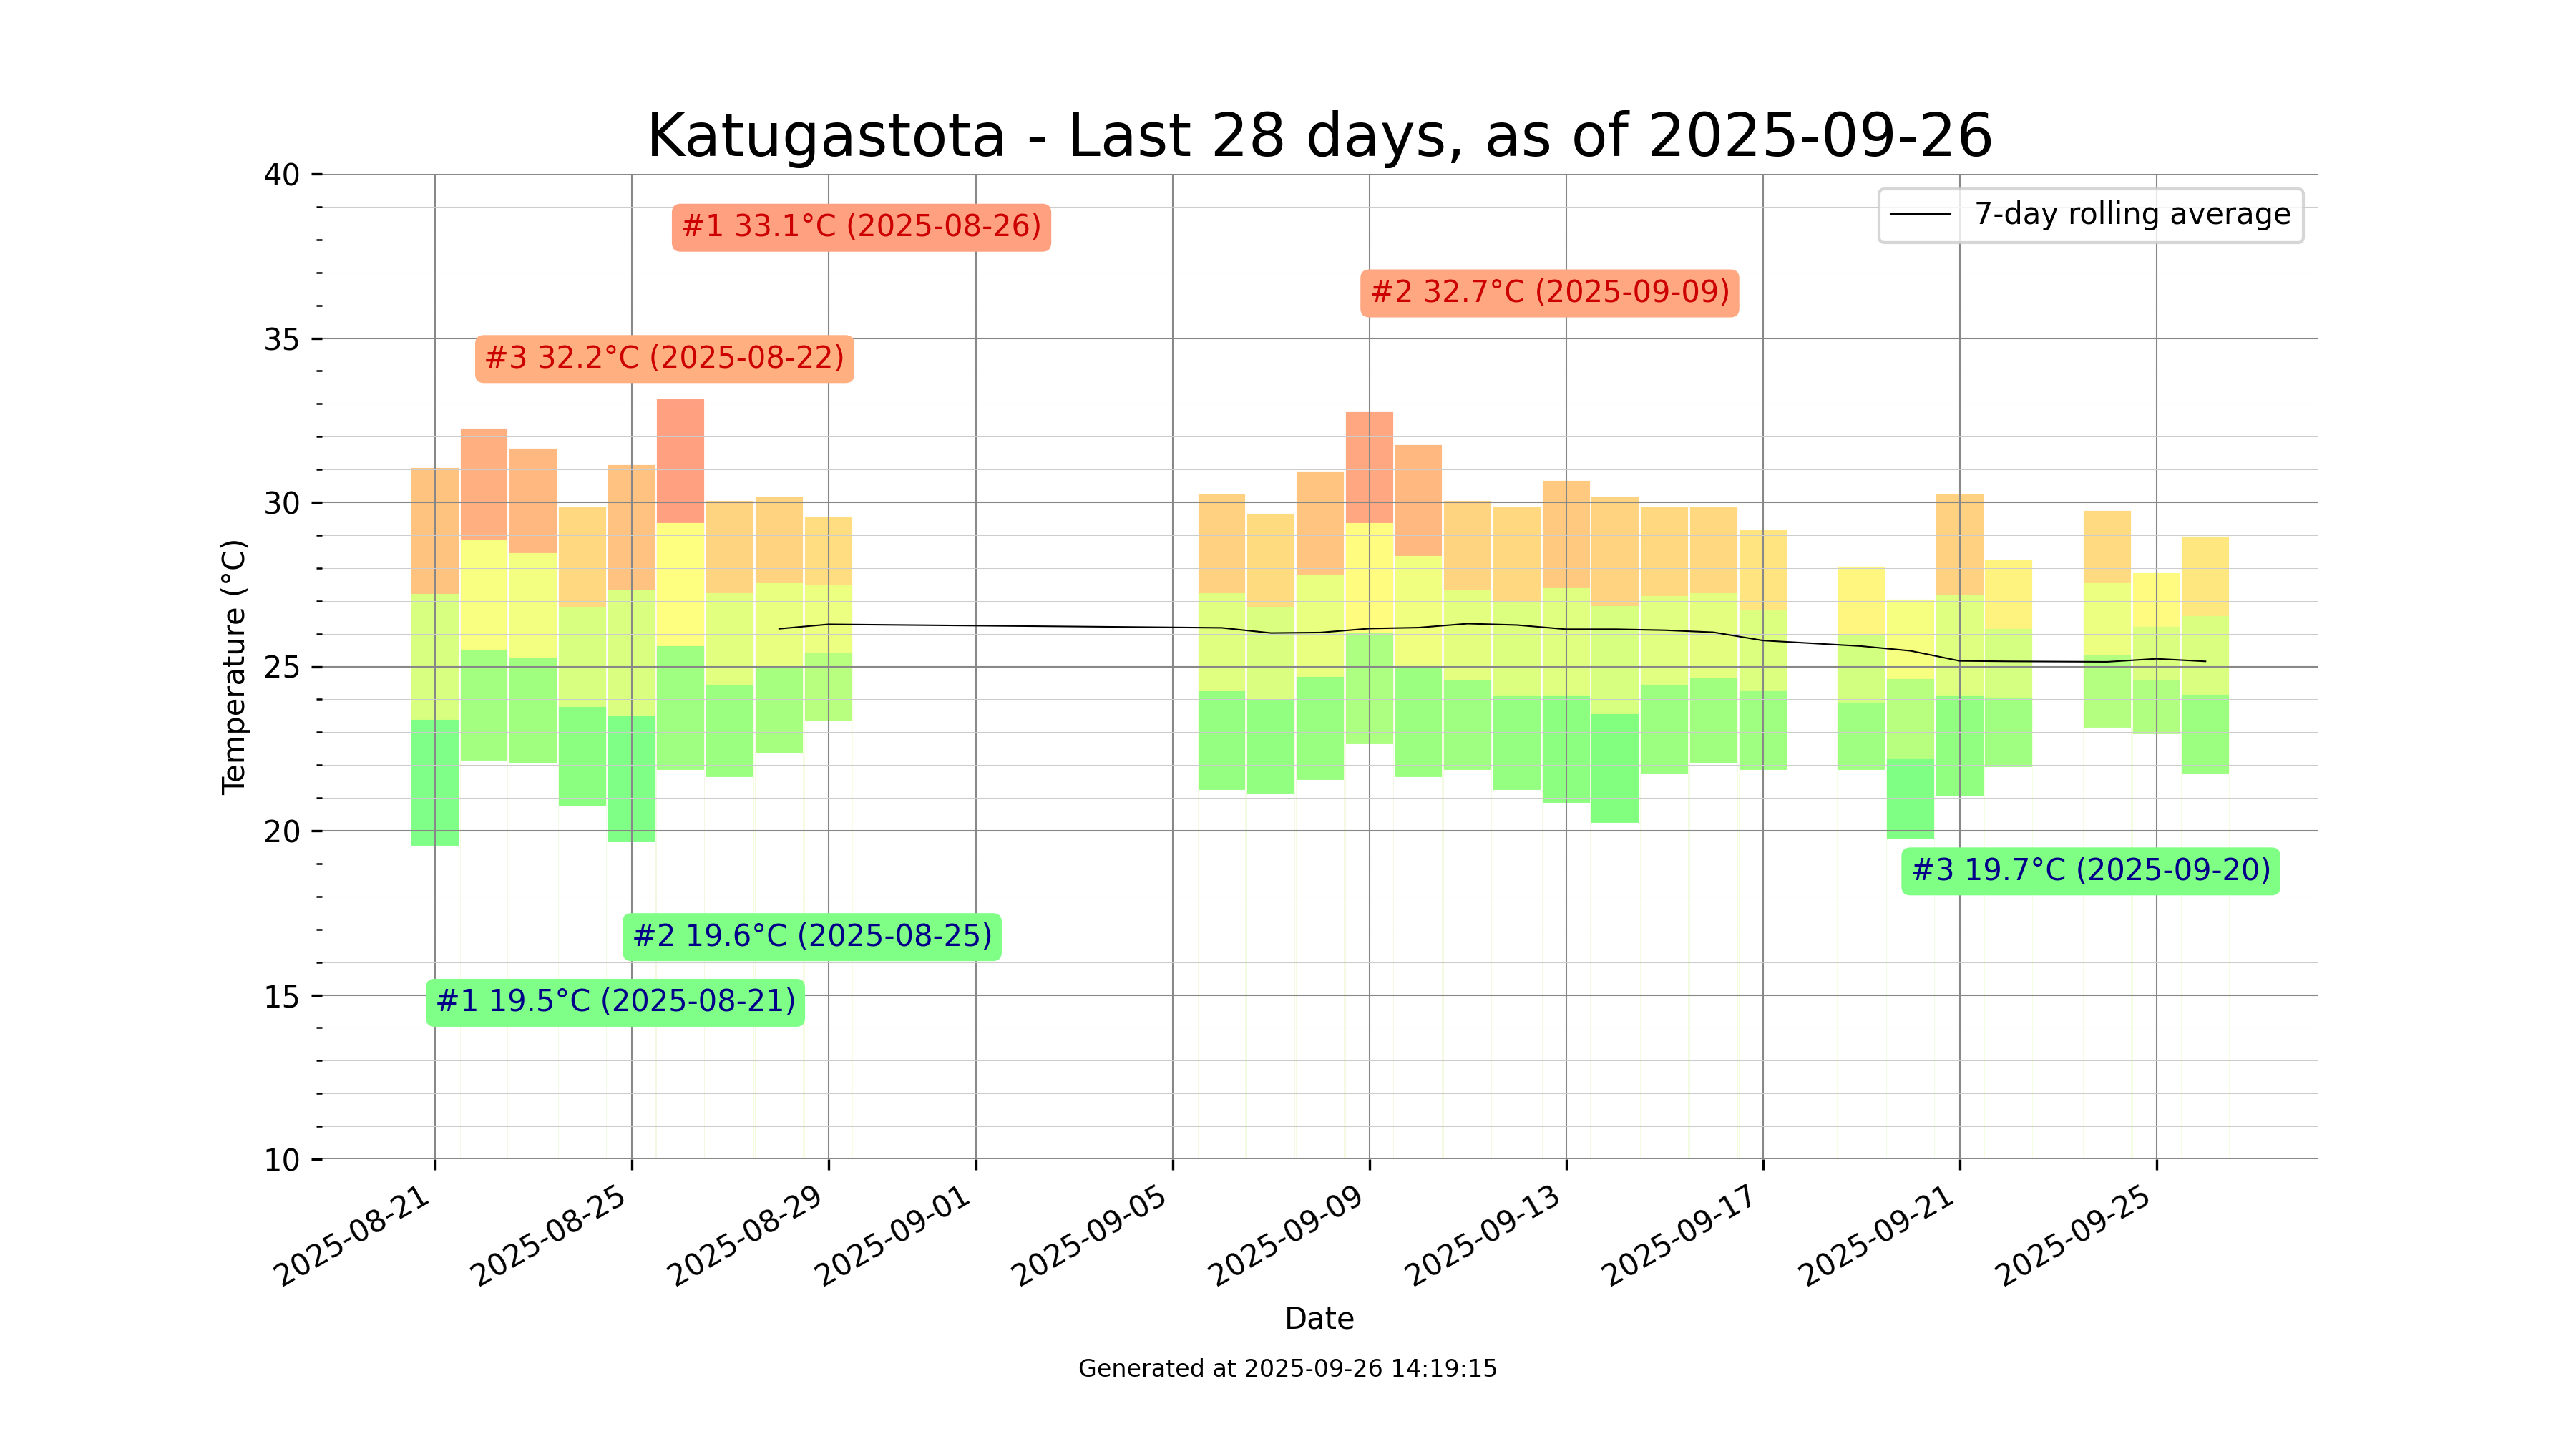 Katugastota - Last 28 days, as of 2025-09-26
40
35
30
25
20
15
10
Temperature (°C)
7-day rolling average
#1 33.1°C (2025-08-26)
#2 32.7°C (2025-09-09)
#3 32.2°C (2025-08-22)
#3 19.7°C (2025-09-20)
#2 19.6°C (2025-08-25)
#1 19.5°C (2025-08-21)
2025-08-21
2025-08-25
2025-08-29
2025-09-01
2025-09-05
2025-09-09
2025-09-13
2025-09-17
2025-09-21
2025-09-25
Date
Generated at 2025-09-26 14:19:15